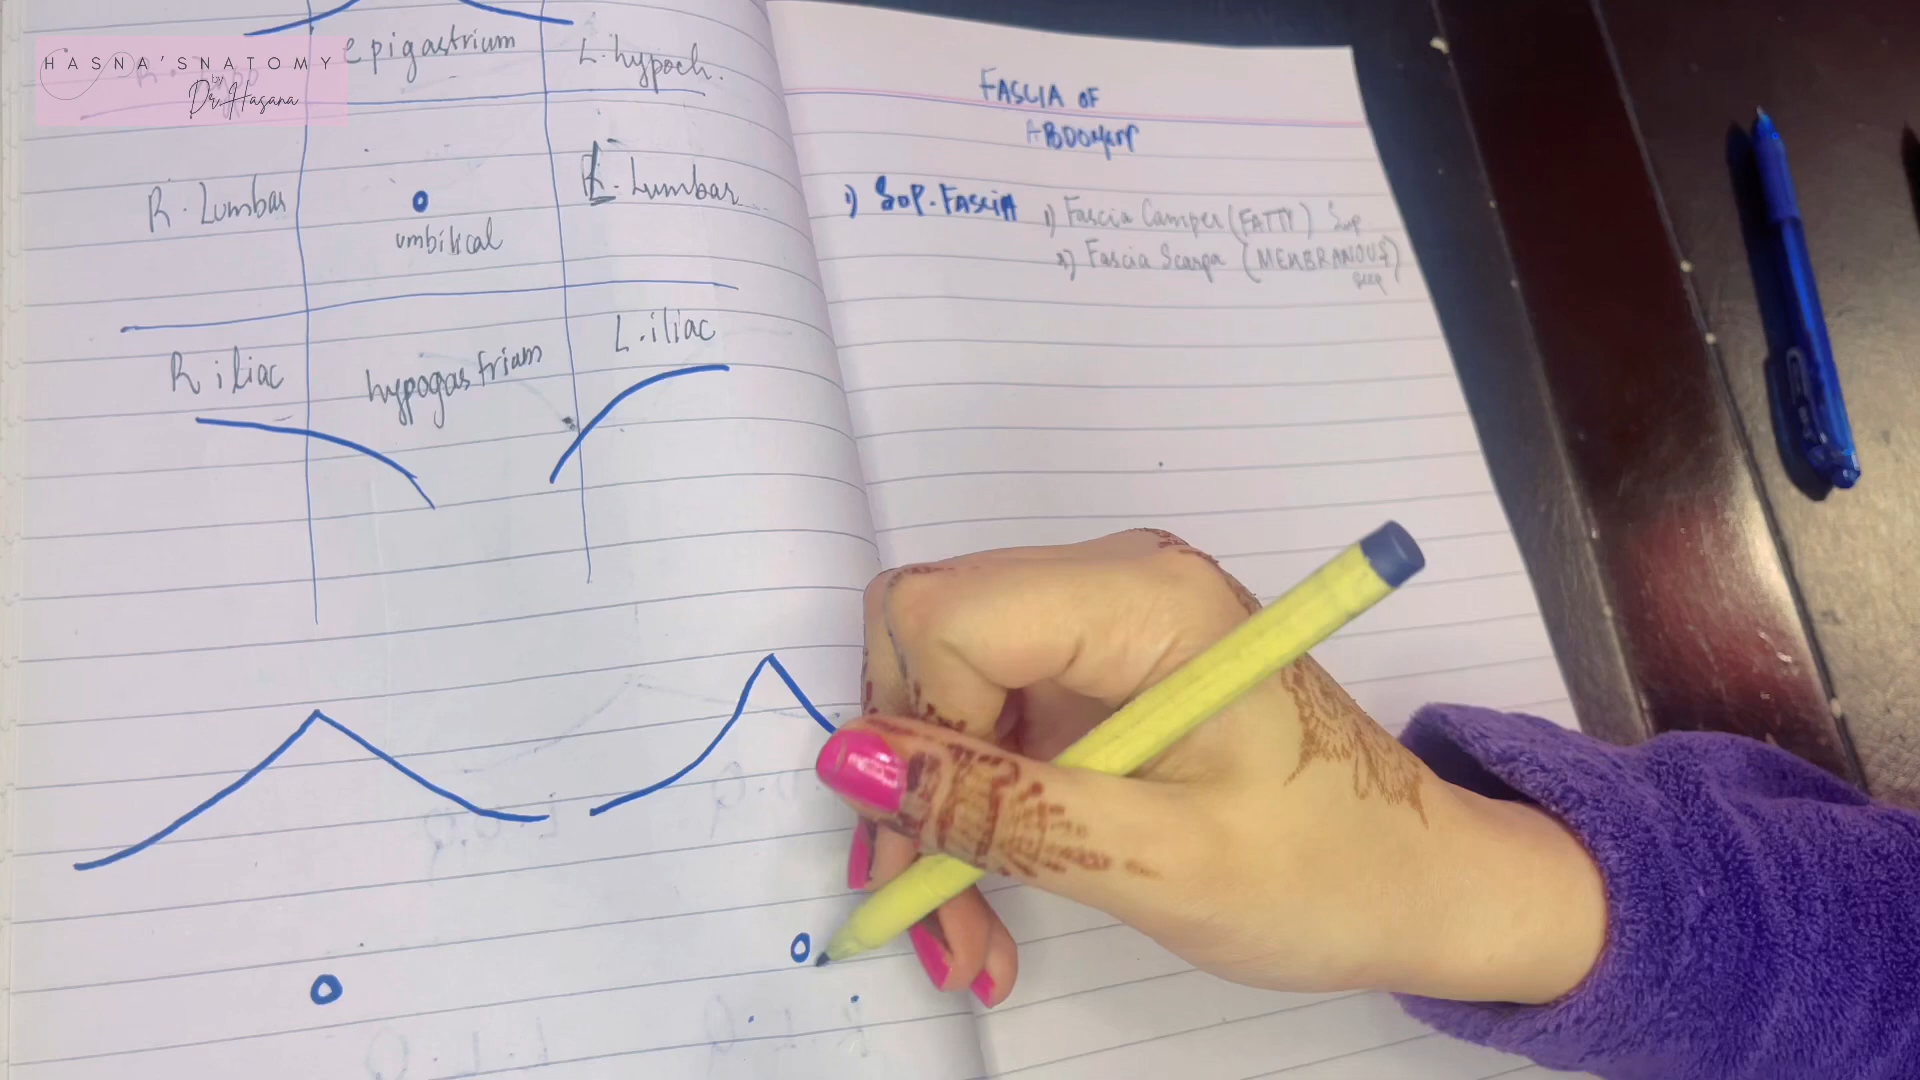 HASNA'SNATOMY
by
Dr.Hasana
epigastrium
L. hypoch.
R. Lumbar
umbilical
L. Lumbar
R iliac
hypogastrium
L. iliac
FASCIA OF
ABDOMEN
1) SUP. FASCIA
1) Fascia Camper (FATTY) Sup
2) Fascia Scarpa (MEMBRANOUS)
deep